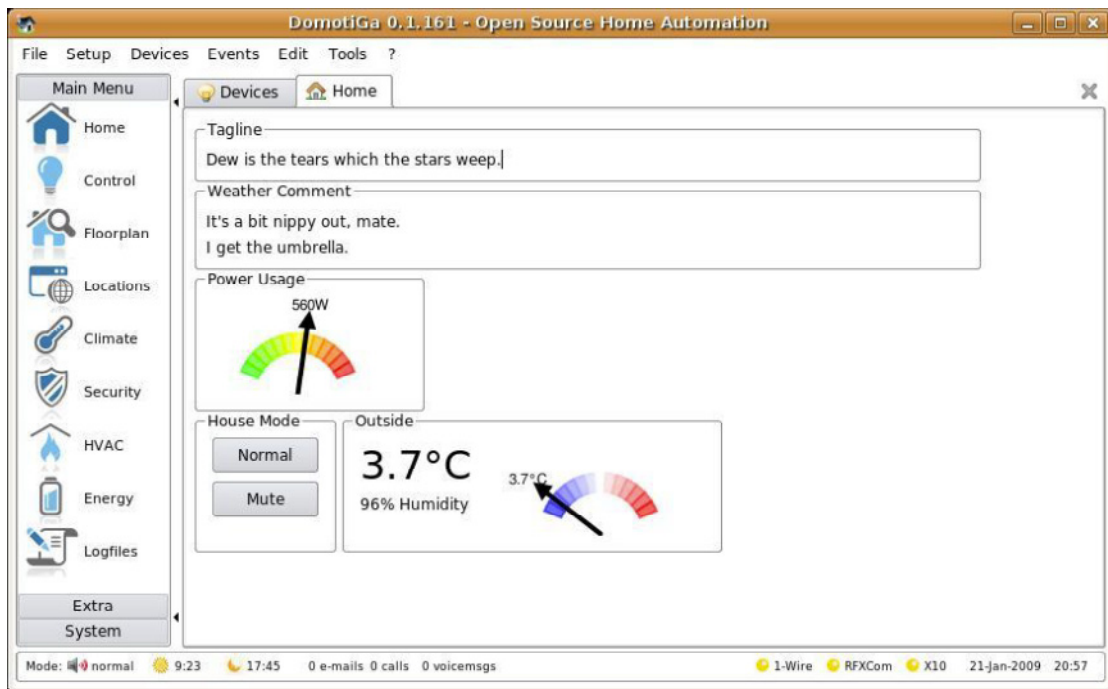 DomotiGa 0.1.161 - Open Source Home Automation
File Setup Devices Events Edit Tools ?
Main Menu
Home
Control
Floorplan
Locations
Climate
Security
HVAC
Energy
Logfiles
Extra
System
Devices Home
Tagline
Dew is the tears which the stars weep.
Weather Comment
It's a bit nippy out, mate.
I get the umbrella.
Power Usage
560W
House Mode
Normal
Mute
Outside
3.7°C
96% Humidity
3.7°C
Mode: normal 9:23 17:45 0 e-mails 0 calls 0 voicemsgs 1-Wire RFXCom X10 21-Jan-2009 20:57